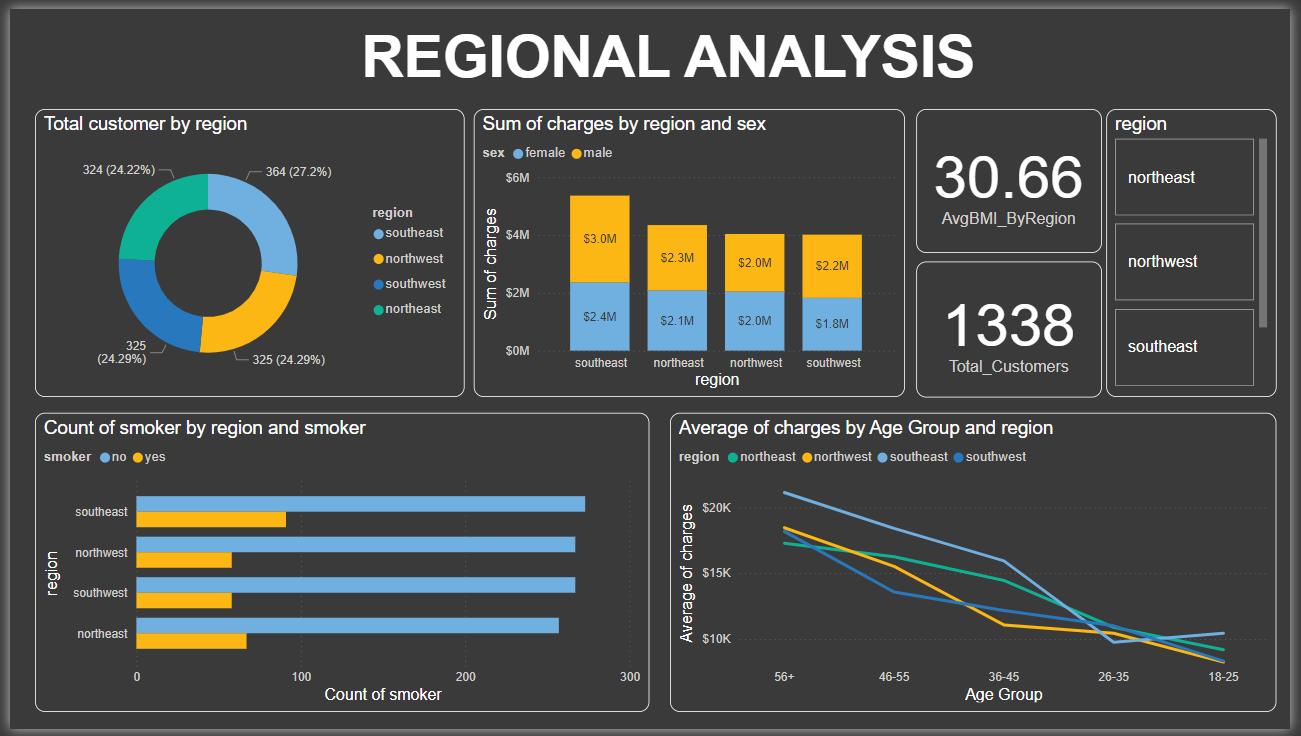 REGIONAL ANALYSIS
Total customer by region
324 (24.22%)
364 (27.2%)
325
(24.29%)
325 (24.29%)
region
southeast
northwest
southwest
northeast
Sum of charges by region and sex
sex female male
Sum of charges
$6M
$4M
$2M
$0M
$3.0M
$2.3M
$2.0M
$2.2M
$2.4M
$2.1M
$2.0M
$1.8M
southeast northeast northwest southwest
region
30.66
AvgBMI_ByRegion
1338
Total_Customers
region
northeast
northwest
southeast
Count of smoker by region and smoker
smoker no yes
region
southeast
northwest
southwest
northeast
0 100 200 300
Count of smoker
Average of charges by Age Group and region
region northeast northwest southeast southwest
Average of charges
$20K
$15K
$10K
56+ 46-55 36-45 26-35 18-25
Age Group